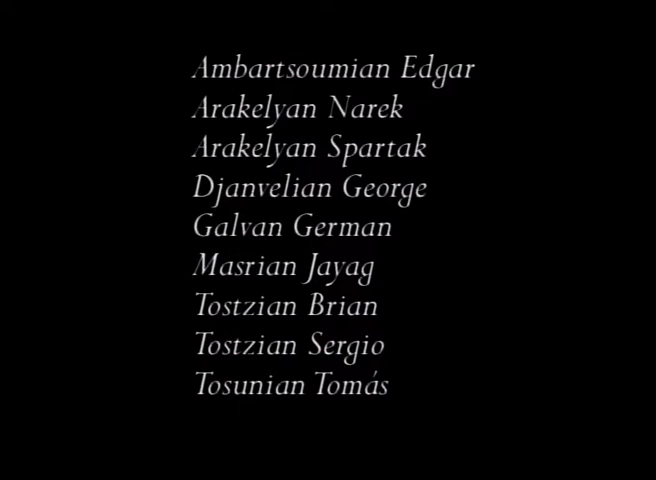 Ambartsoumian Edgar
Arakelyan Narek
Arakelyan Spartak
Djanvelian George
Galvan German
Masrian Jayag
Tostzian Brian
Tostzian Sergio
Tosunian Tomás